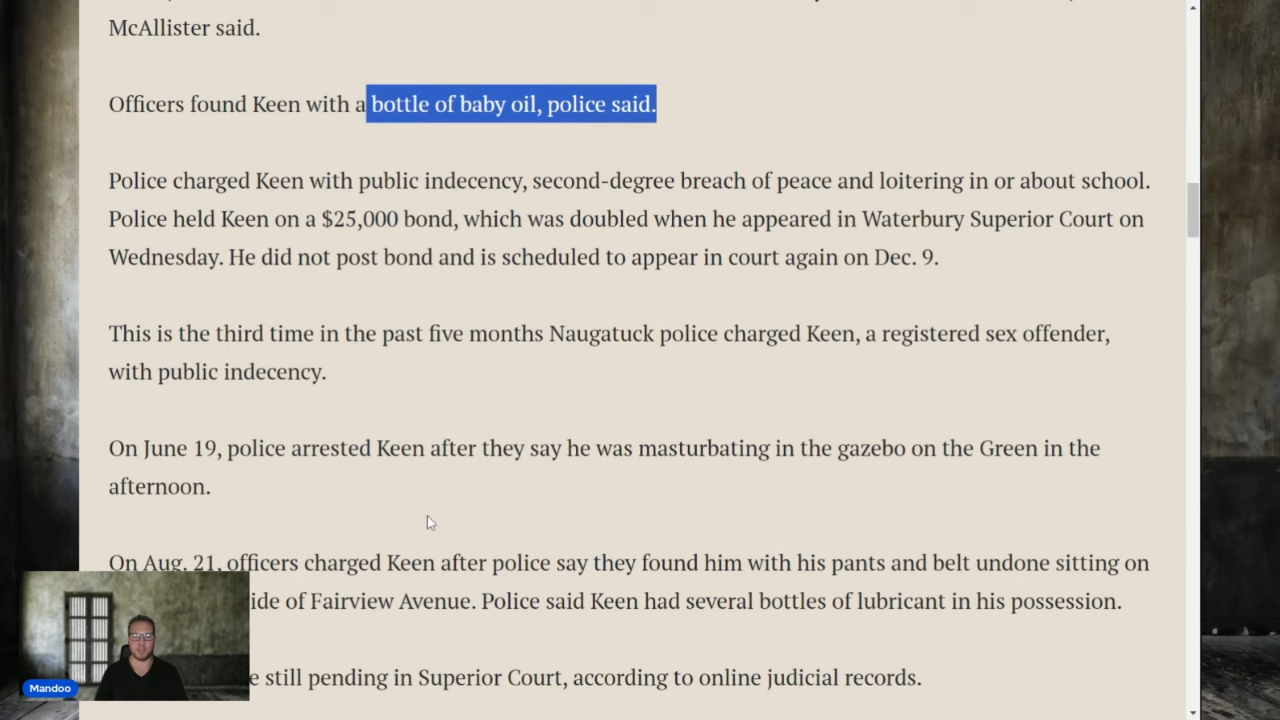 McAllister said.
Officers found Keen with a bottle of baby oil, police said.
Police charged Keen with public indecency, second-degree breach of peace and loitering in or about school.
Police held Keen on a $25,000 bond, which was doubled when he appeared in Waterbury Superior Court on
Wednesday. He did not post bond and is scheduled to appear in court again on Dec. 9.
This is the third time in the past five months Naugatuck police charged Keen, a registered sex offender,
with public indecency.
On June 19, police arrested Keen after they say he was masturbating in the gazebo on the Green in the
afternoon.
On Aug. 21, officers charged Keen after police say they found him with his pants and belt undone sitting on
ide of Fairview Avenue. Police said Keen had several bottles of lubricant in his possession.
e still pending in Superior Court, according to online judicial records.
Mandoo